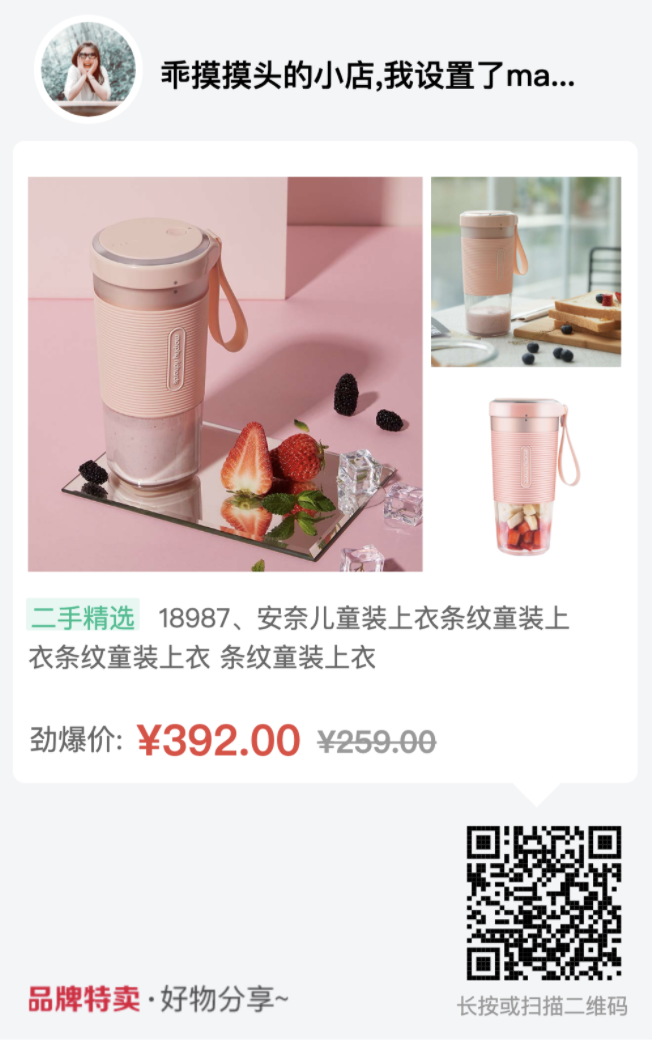 乖摸摸头的小店,我设置了ma...
二手精选 18987、安奈儿童装上衣条纹童装上
衣条纹童装上衣 条纹童装上衣
劲爆价: ¥392.00 ¥259.00
品牌特卖·好物分享~
长按或扫描二维码